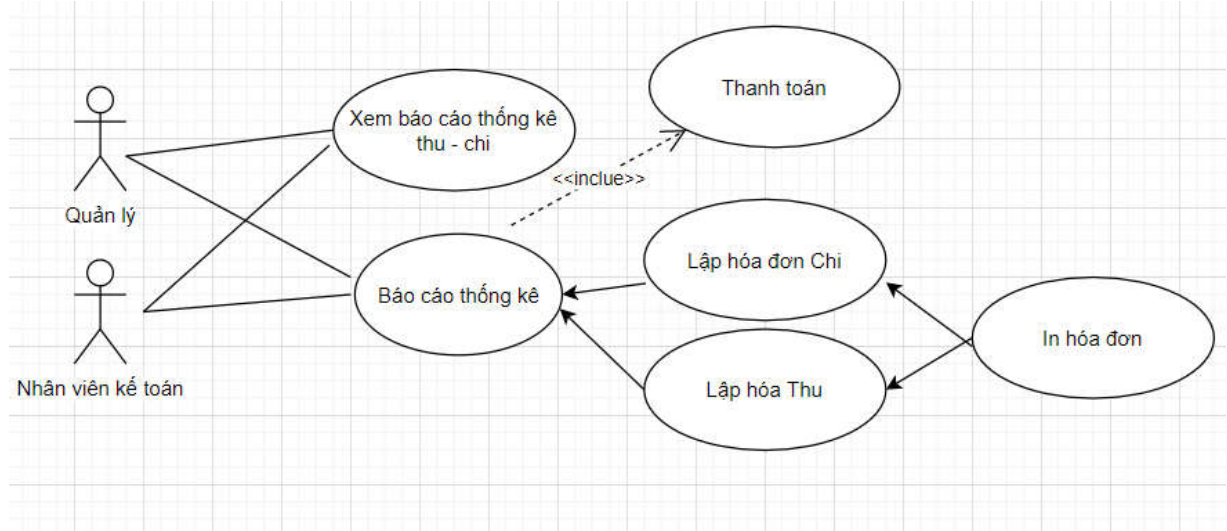 Thanh toán
Xem báo cáo thống kê
thu - chi
<<inclue>>
Quản lý
Lập hóa đơn Chi
Báo cáo thống kê
In hóa đơn
Nhân viên kế toán
Lập hóa Thu